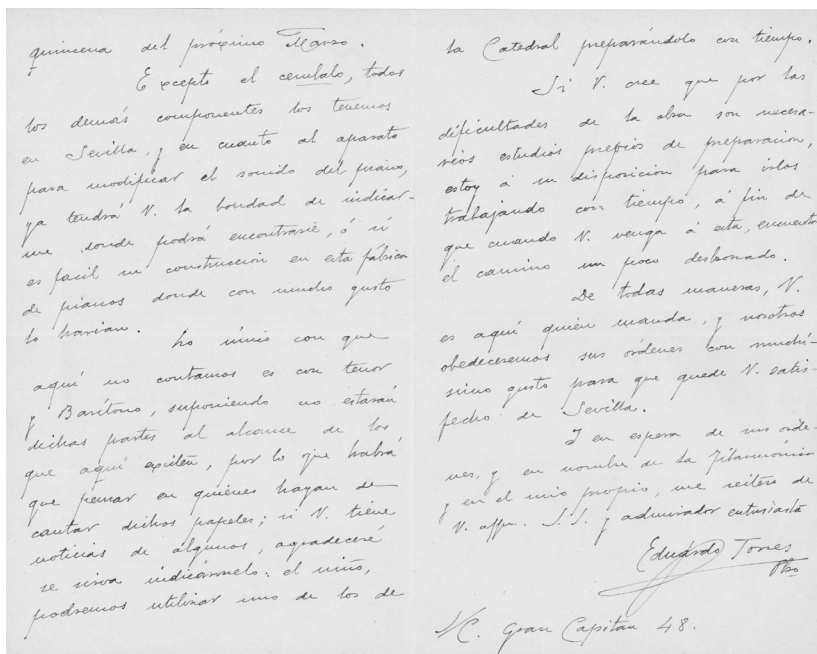 quincena del próximo Marzo.
Excepto el cembalo, todos
los demás componentes los tenemos
en Sevilla, y en cuanto al aparato
para modificar el sonido del piano,
ya tendrá V. la bondad de indicar-
me donde podrá encontrarse, ó si
es facil su construccion en esta fábrica
de pianos donde con mucho gusto
lo harían. Lo único con que
aquí no contamos es con tenor
y Barítono, suponiendo no estarán
dichas partes al alcance de los
que aquí existen, por lo que habrá
que pensar en quienes hayan de
cantar dichos papeles; si V. tiene
noticias de algunos, agradeceré
se sirva indicármelo: el niño,
podremos utilizar uno de los de
la Catedral preparándolo con tiempo.
Si V. cree que por las
dificultades de la obra son necesa-
rios estudios previos de preparación,
estoy á su disposición para irlos
trabajando con tiempo, á fin de
que cuando V. venga á esta, encuentre
el camino un poco desbrozado.
De todas maneras, V.
es aquí quién manda, y nosotros
obedeceremos sus órdenes con muchí-
simo gusto para que quede V. satis-
fecho de Sevilla.
Y en espera de sus órde-
nes, y en nombre de la Filarmónica
y en el mio propio, me reitero de
V. affm. S. S. y admirador entusiasta
Eduardo Torres
Pbro
S/C. Gran Capitan 48.